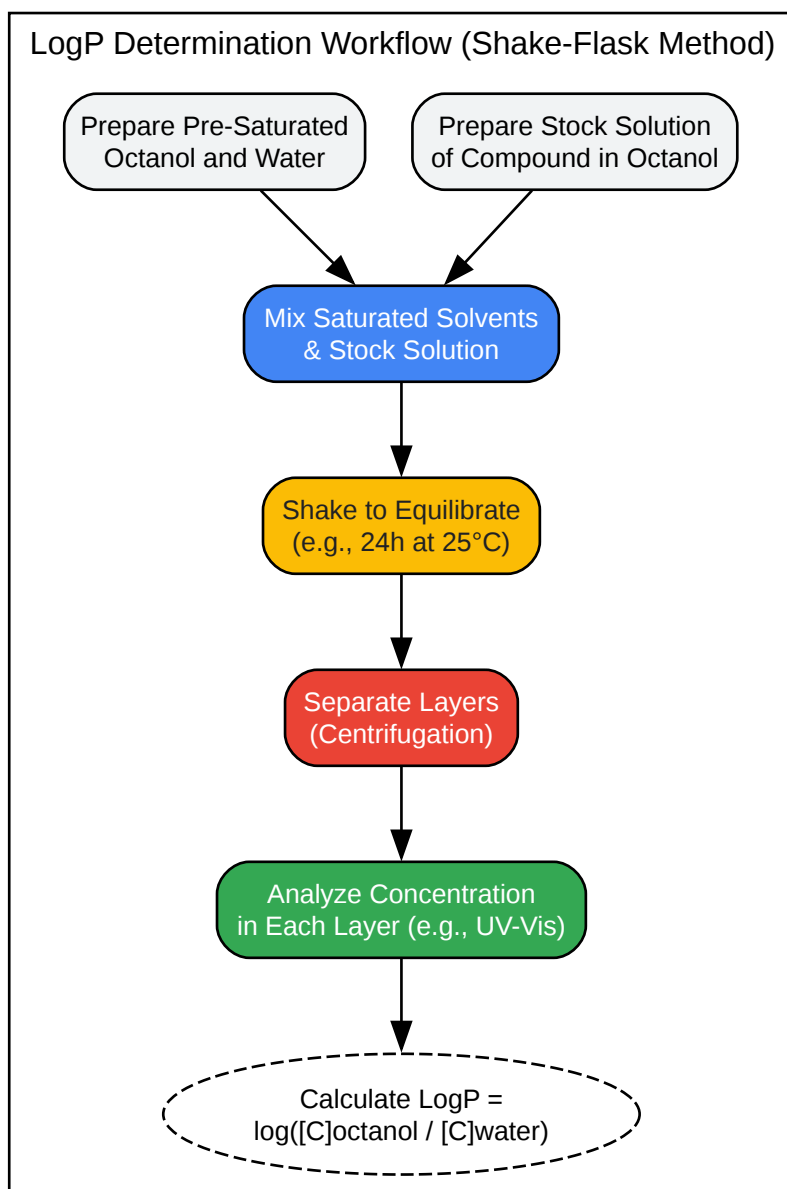 LogP Determination Workflow (Shake-Flask Method)
Prepare Pre-Saturated
Octanol and Water
Prepare Stock Solution
of Compound in Octanol
Mix Saturated Solvents
& Stock Solution
Shake to Equilibrate
(e.g., 24h at 25°C)
Separate Layers
(Centrifugation)
Analyze Concentration
in Each Layer (e.g., UV-Vis)
Calculate LogP =
log([C]octanol / [C]water)